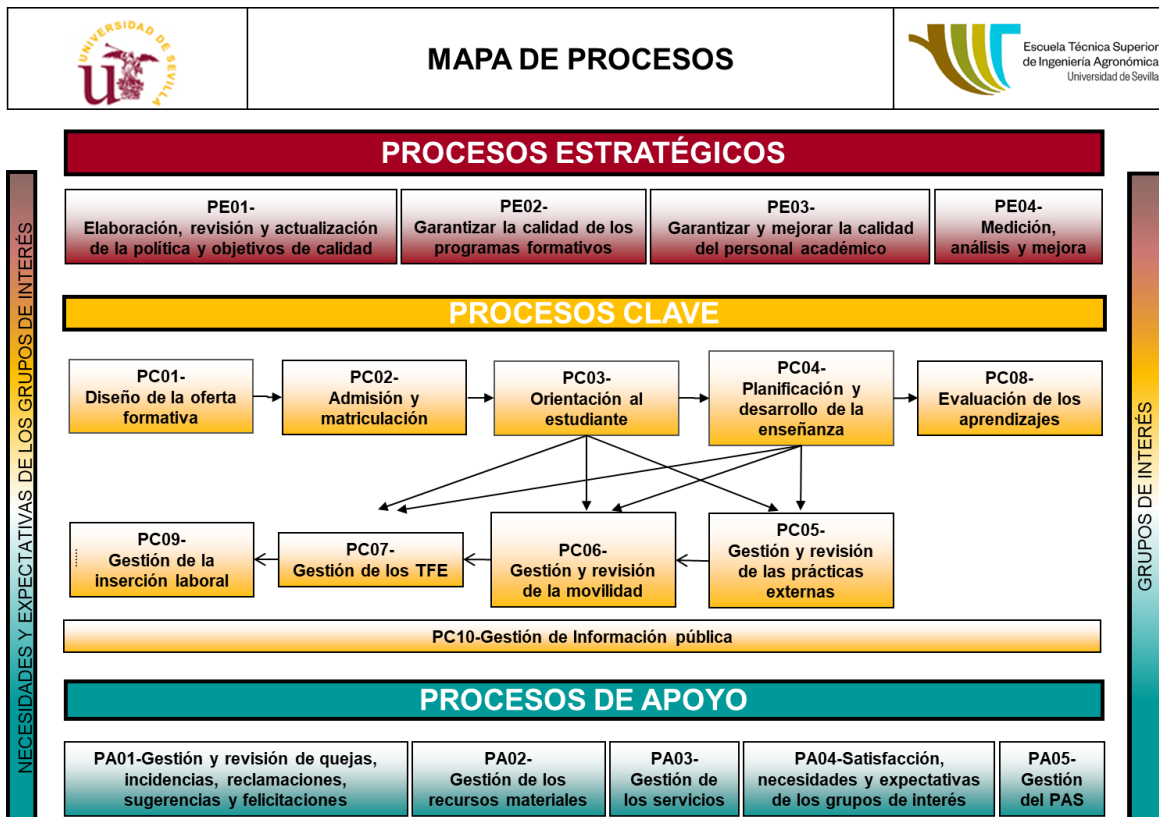 UNIVERSIDAD DE SEVILLA
MAPA DE PROCESOS
Escuela Técnica Superior
de Ingeniería Agronómica
Universidad de Sevilla
NECESIDADES Y EXPECTATIVAS DE LOS GRUPOS DE INTERÉS
PROCESOS ESTRATÉGICOS
PE01-
Elaboración, revisión y actualización
de la política y objetivos de calidad
PE02-
Garantizar la calidad de los
programas formativos
PE03-
Garantizar y mejorar la calidad
del personal académico
PE04-
Medición,
análisis y mejora
PROCESOS CLAVE
PC01-
Diseño de la oferta
formativa
PC02-
Admisión y
matriculación
PC03-
Orientación al
estudiante
PC04-
Planificación y
desarrollo de la
enseñanza
PC08-
Evaluación de los
aprendizajes
PC09-
Gestión de la
inserción laboral
PC07-
Gestión de los TFE
PC06-
Gestión y revisión
de la movilidad
PC05-
Gestión y revisión
de las prácticas
externas
PC10-Gestión de Información pública
PROCESOS DE APOYO
PA01-Gestión y revisión de quejas,
incidencias, reclamaciones,
sugerencias y felicitaciones
PA02-
Gestión de los
recursos materiales
PA03-
Gestión de
los servicios
PA04-Satisfacción,
necesidades y expectativas
de los grupos de interés
PA05-
Gestión
del PAS
GRUPOS DE INTERÉS